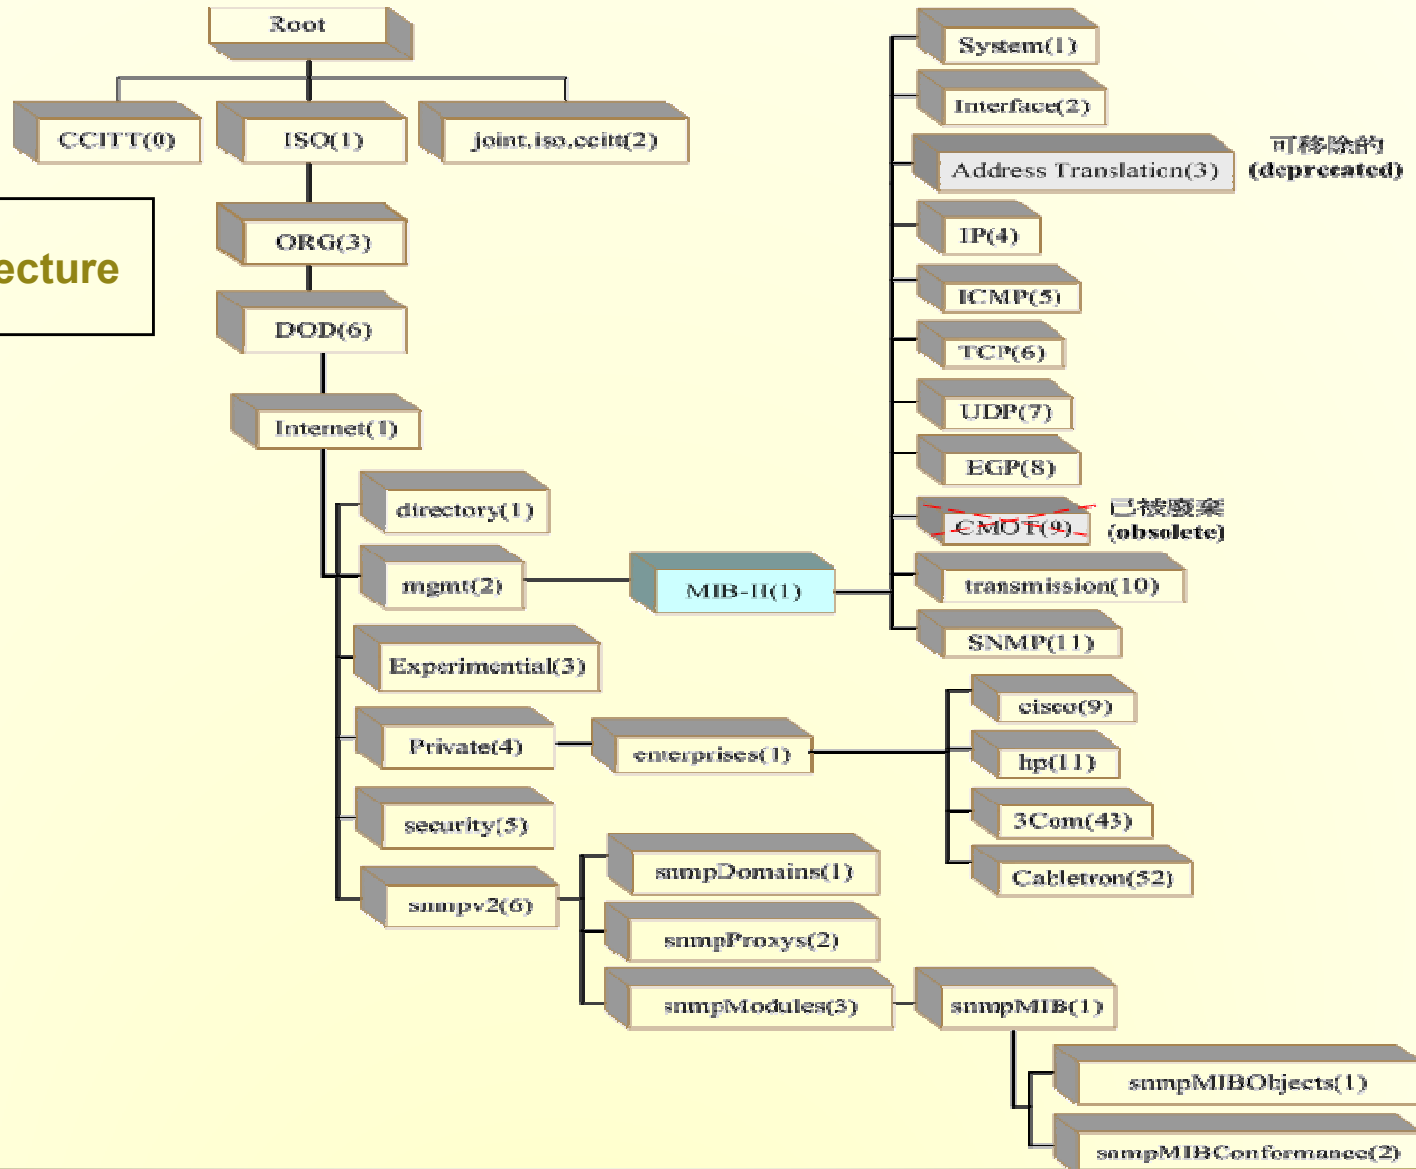 Root
CCITT(0)
ISO(1)
joint.iso.ccitt(2)
ecture
ORG(3)
DOD(6)
Internet(1)
directory(1)
mgmt(2)
Experimential(3)
Private(4)
security(5)
snmpv2(6)
MIB-II(1)
System(1)
Interface(2)
Address Translation(3)
可移除的
(deprecated)
IP(4)
ICMP(5)
TCP(6)
UDP(7)
EGP(8)
CMOT(9)
已被廢棄
(obsolete)
transmission(10)
SNMP(11)
enterprises(1)
cisco(9)
hp(11)
3Com(43)
Cabletron(52)
snmpDomains(1)
snmpProxys(2)
snmpModules(3)
snmpMIB(1)
snmpMIBObjects(1)
snmpMIBConformance(2)